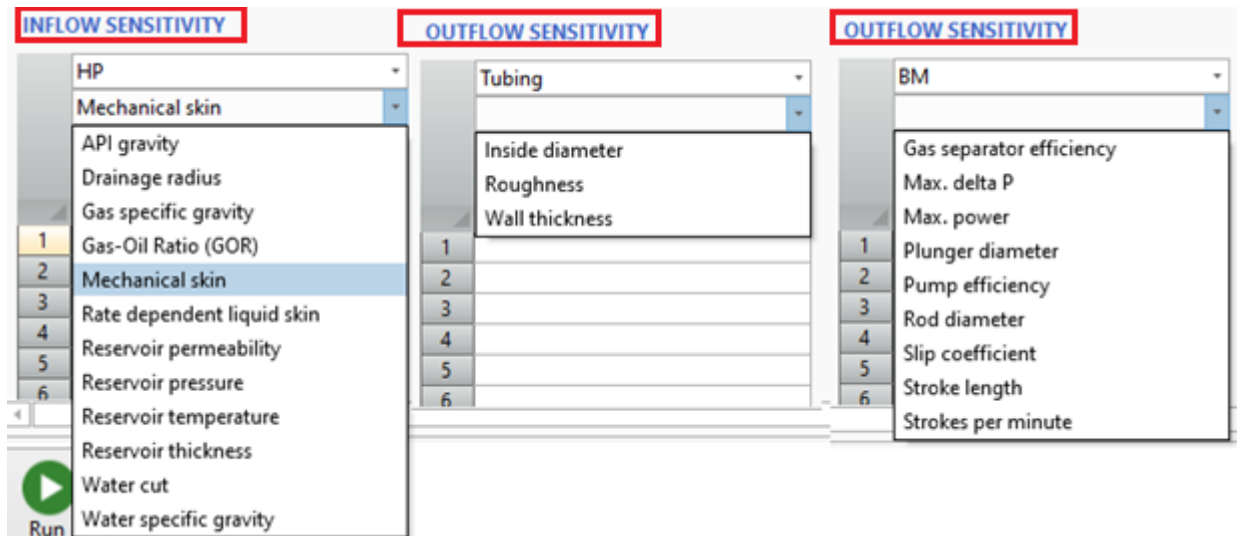 INFLOW SENSITIVITY
HP
Mechanical skin
API gravity
Drainage radius
Gas specific gravity
Gas-Oil Ratio (GOR)
Mechanical skin
Rate dependent liquid skin
Reservoir permeability
Reservoir pressure
Reservoir temperature
Reservoir thickness
Water cut
Water specific gravity
1
2
3
4
5
6
Run
OUTFLOW SENSITIVITY
Tubing
Inside diameter
Roughness
Wall thickness
1
2
3
4
5
6
OUTFLOW SENSITIVITY
BM
Gas separator efficiency
Max. delta P
Max. power
Plunger diameter
Pump efficiency
Rod diameter
Slip coefficient
Stroke length
Strokes per minute
1
2
3
4
5
6